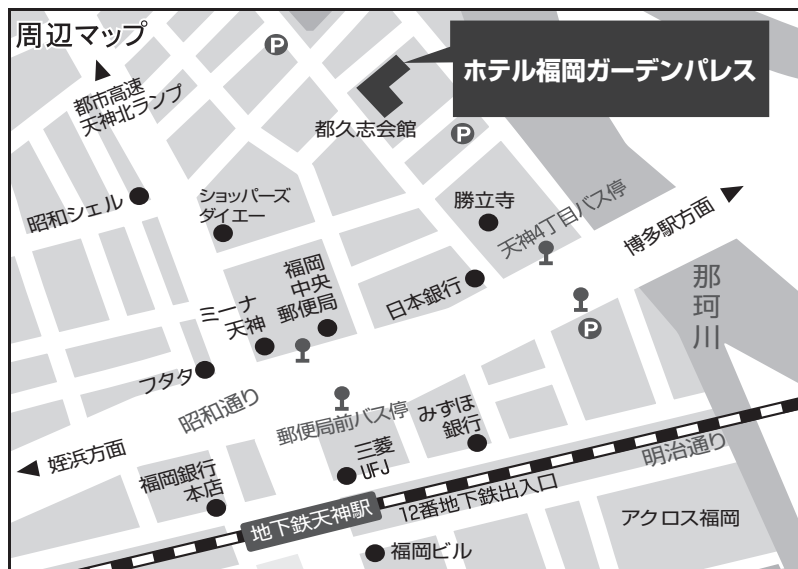 周辺マップ
P
都市高速
天神北ランプ
ホテル福岡ガーデンパレス
都久志会館
P
昭和シェル
ショッパーズ
ダイエー
勝立寺
天神4丁目バス停
博多駅方面
福岡
中央
郵便局
日本銀行
那珂川
ミーナ
天神
P
フタタ
昭和通り
郵便局前バス停
みずほ
銀行
姪浜方面
三菱
UFJ
明治通り
福岡銀行
本店
地下鉄天神駅
12番地下鉄出入口
アクロス福岡
福岡ビル